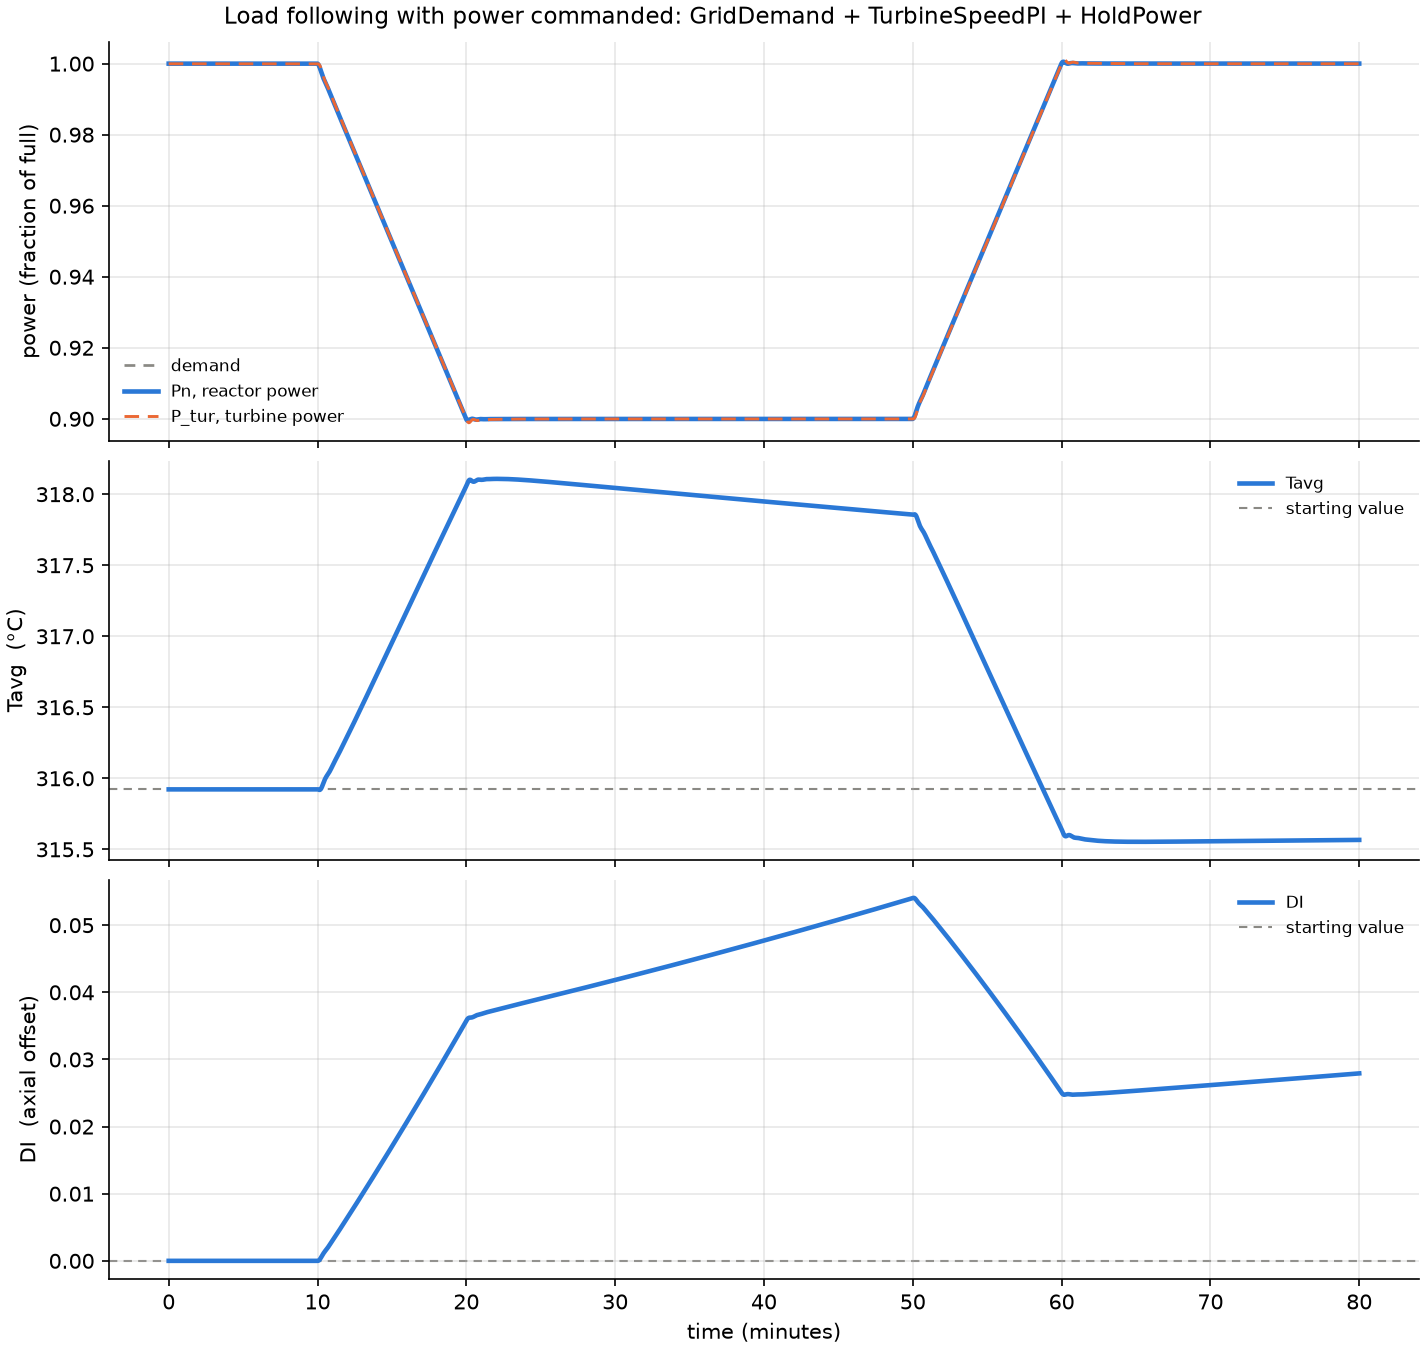 Load following with power commanded: GridDemand + TurbineSpeedPI + HoldPower
power (fraction of full)
1.00
0.98
0.96
0.94
0.92
0.90
demand
Pn, reactor power
P_tur, turbine power
Tavg (°C)
318.0
317.5
317.0
316.5
316.0
315.5
Tavg
starting value
DI (axial offset)
0.05
0.04
0.03
0.02
0.01
0.00
DI
starting value
0 10 20 30 40 50 60 70 80
time (minutes)